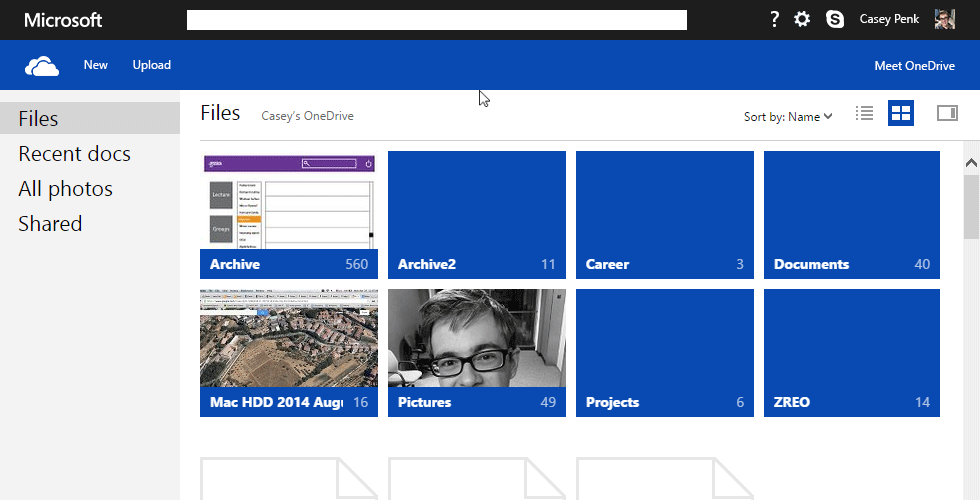 Microsoft
? Casey Penk
New Upload Meet OneDrive
Files
Recent docs
All photos
Shared
Files Casey's OneDrive Sort by: Name
Lecture
Groups
Archive 560
Archive2 11
Career 3
Documents 40
Mac HDD 2014 Augu 16
Pictures 49
Projects 6
ZREO 14